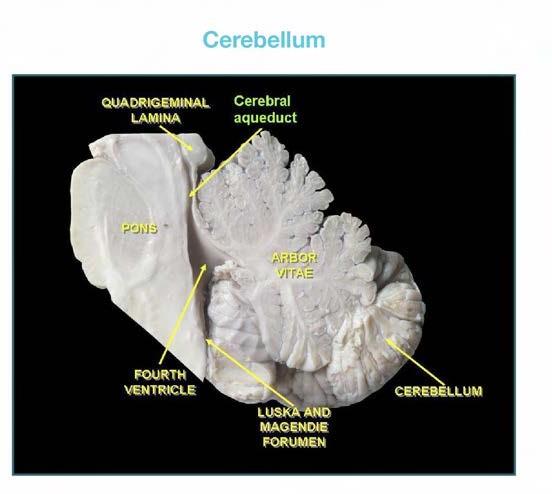 Cerebellum
QUADRIGEMINAL
LAMINA
Cerebral
aqueduct
PONS
ARBOR
VITAE
FOURTH
VENTRICLE
CEREBELLUM
LUSKA AND
MAGENDIE
FORUMEN